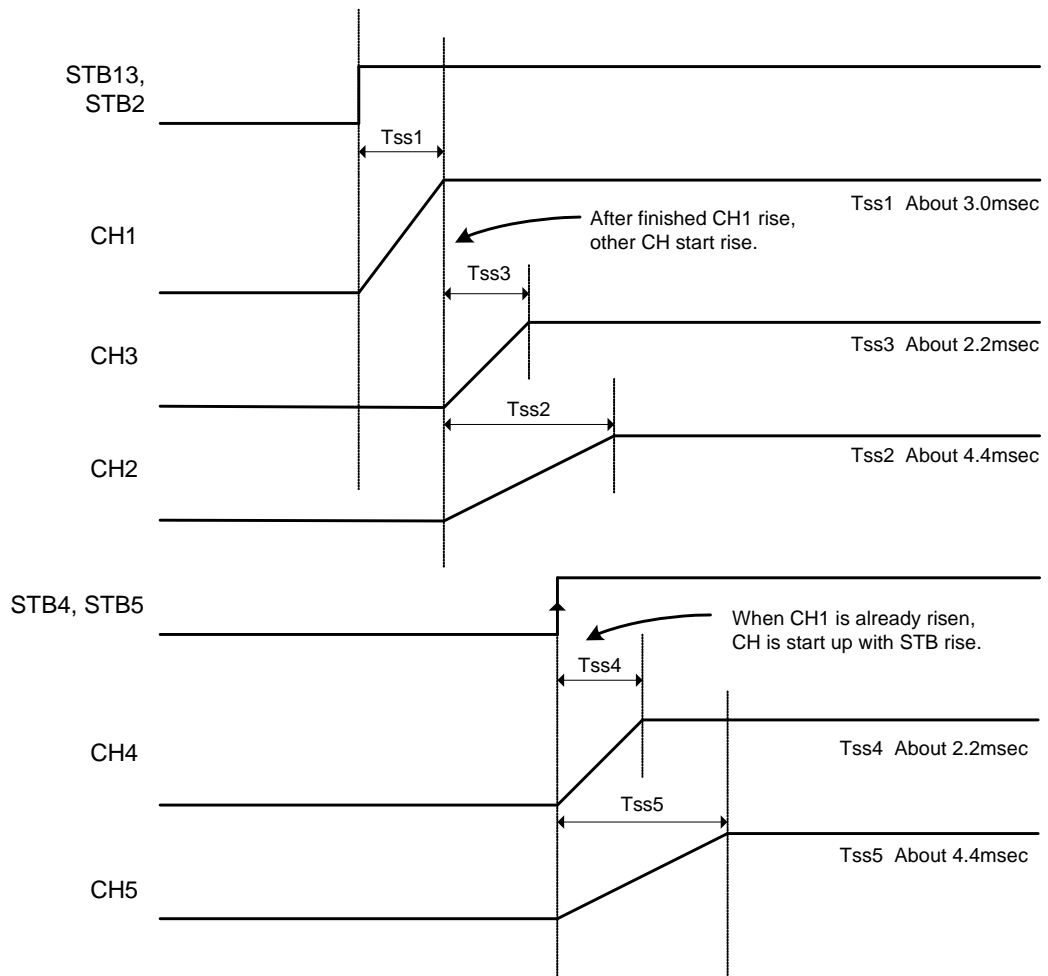 STB13,
STB2
Tss1
CH1
Tss1 About 3.0msec
After finished CH1 rise,
other CH start rise.
Tss3
CH3
Tss3 About 2.2msec
Tss2
CH2
Tss2 About 4.4msec
STB4, STB5
When CH1 is already risen,
CH is start up with STB rise.
Tss4
CH4
Tss4 About 2.2msec
Tss5
CH5
Tss5 About 4.4msec